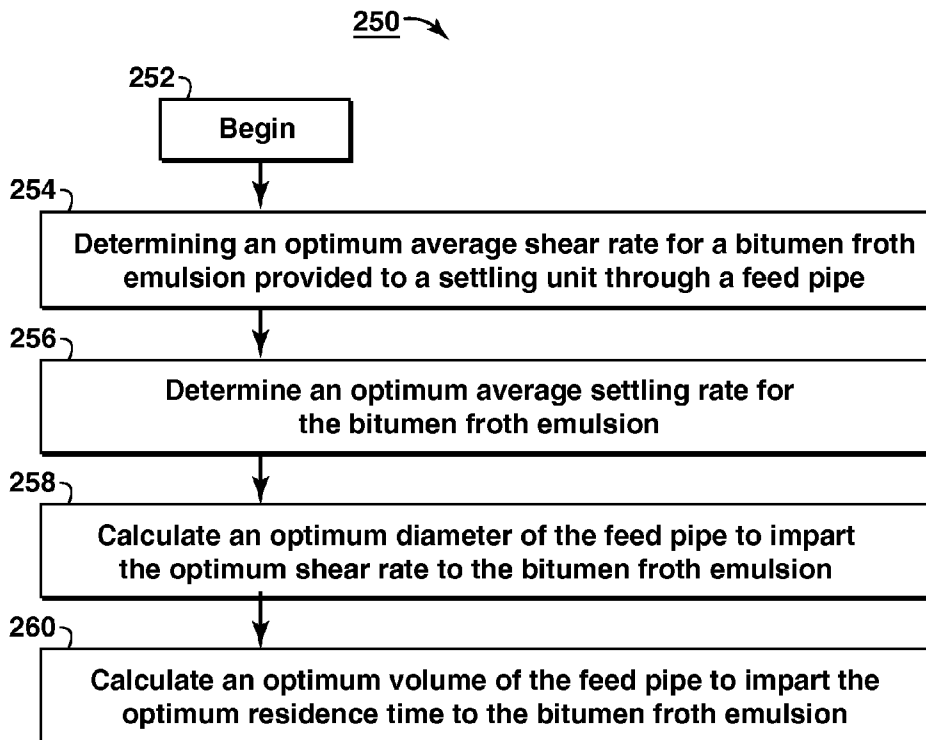 250
252
Begin
254
Determining an optimum average shear rate for a bitumen froth
emulsion provided to a settling unit through a feed pipe
256
Determine an optimum average settling rate for
the bitumen froth emulsion
258
Calculate an optimum diameter of the feed pipe to impart
the optimum shear rate to the bitumen froth emulsion
260
Calculate an optimum volume of the feed pipe to impart the
optimum residence time to the bitumen froth emulsion